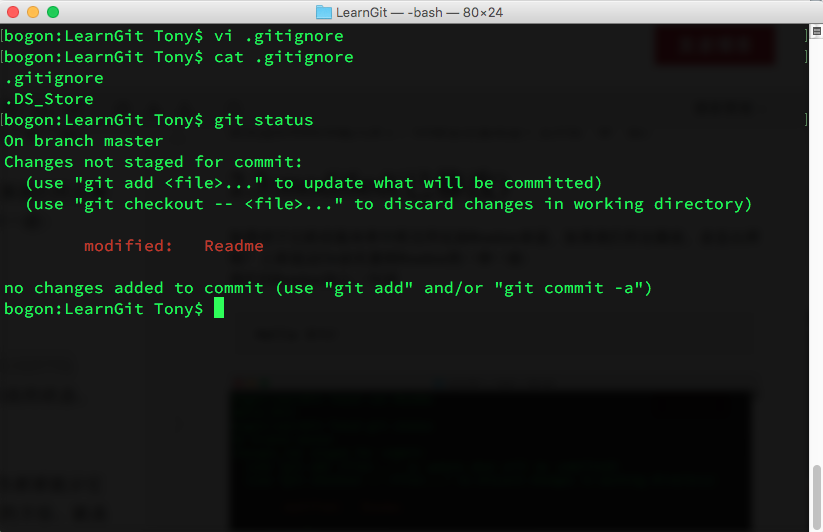 LearnGit — -bash — 80×24
[bogon:LearnGit Tony$ vi .gitignore ]
[bogon:LearnGit Tony$ cat .gitignore ]
.gitignore
.DS_Store
[bogon:LearnGit Tony$ git status ]
On branch master
Changes not staged for commit:
  (use "git add <file>..." to update what will be committed)
  (use "git checkout -- <file>..." to discard changes in working directory)
        modified:   Readme
no changes added to commit (use "git add" and/or "git commit -a")
bogon:LearnGit Tony$